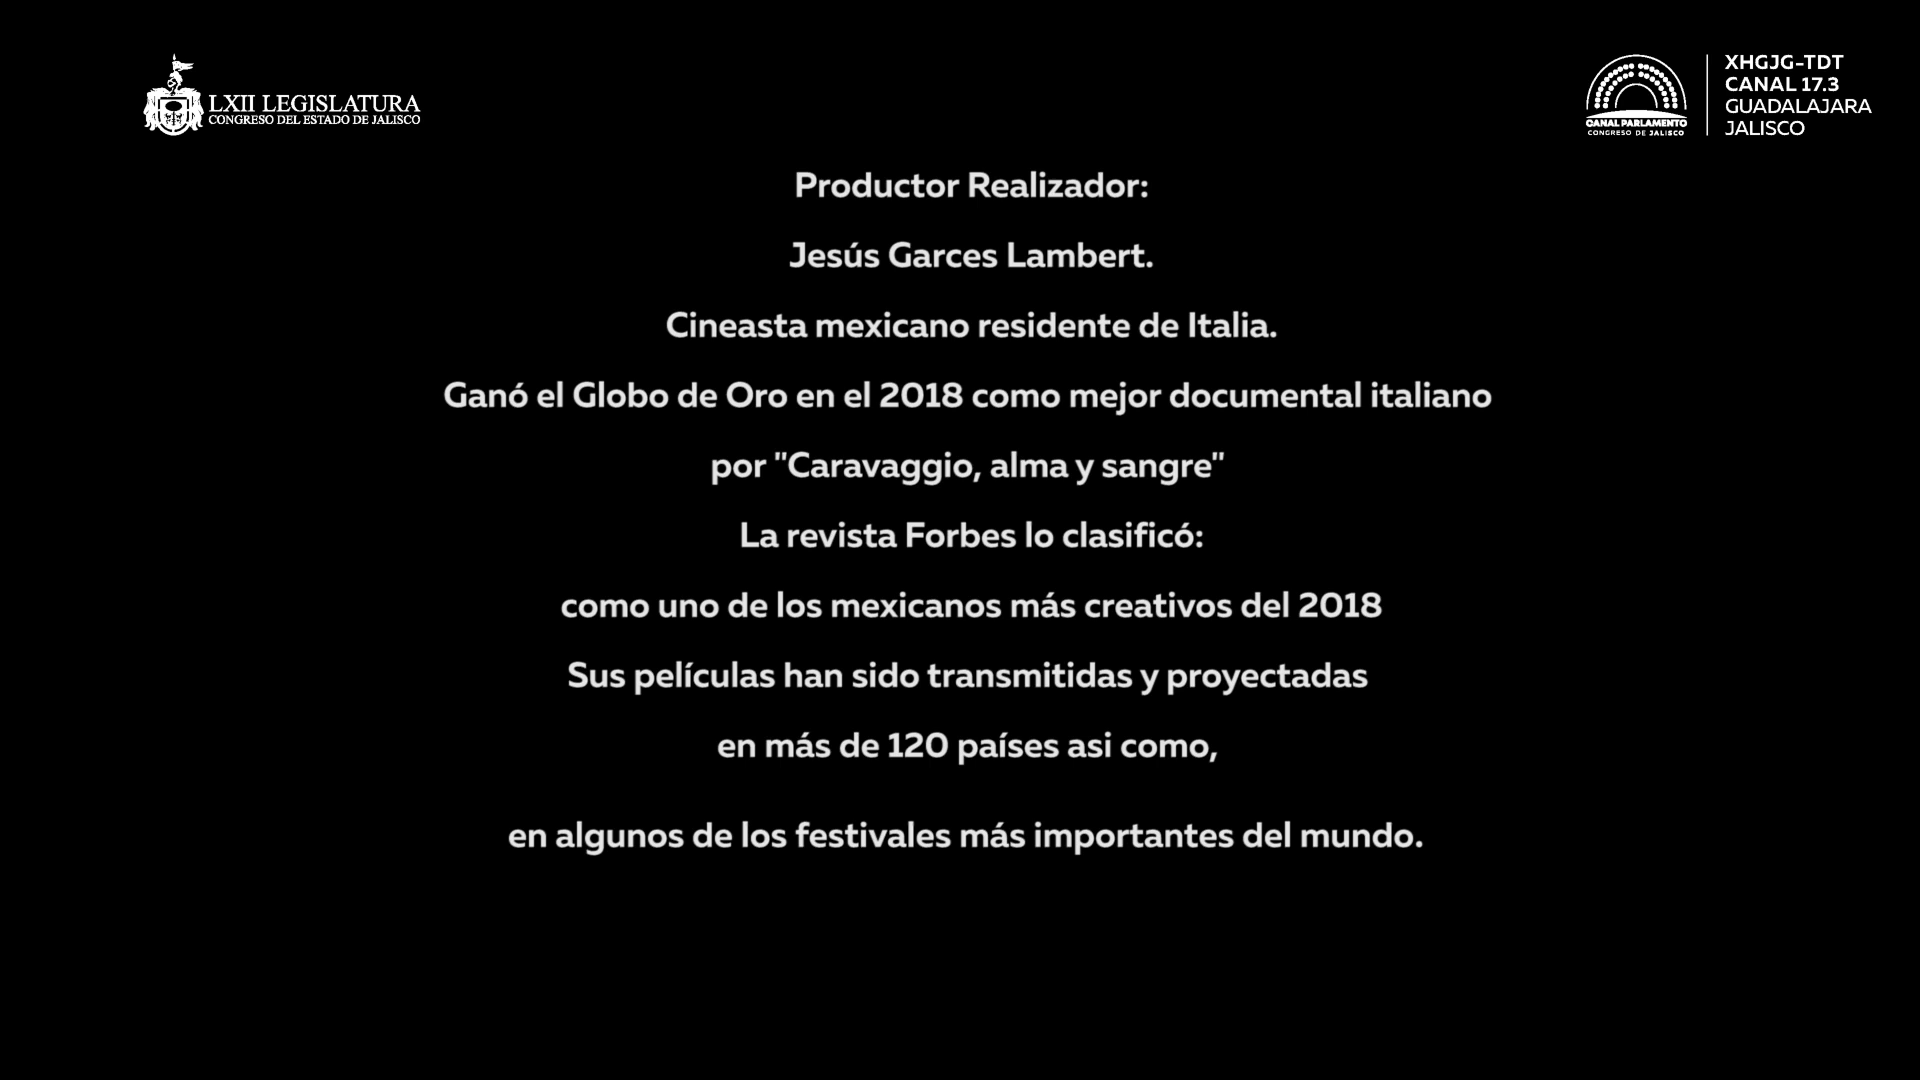 LXII LEGISLATURA
CONGRESO DEL ESTADO DE JALISCO
CANAL PARLAMENTO
CONGRESO DE JALISCO
XHGJG-TDT
CANAL 17.3
GUADALAJARA
JALISCO
Productor Realizador:
Jesús Garces Lambert.
Cineasta mexicano residente de Italia.
Ganó el Globo de Oro en el 2018 como mejor documental italiano
por "Caravaggio, alma y sangre"
La revista Forbes lo clasificó:
como uno de los mexicanos más creativos del 2018
Sus películas han sido transmitidas y proyectadas
en más de 120 países asi como,
en algunos de los festivales más importantes del mundo.